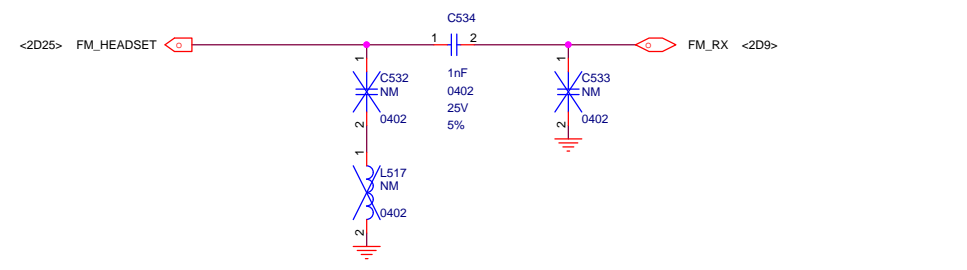 C534
<2D25> FM_HEADSET 1 2 FM_RX <2D9>
1 1
C532 1nF C533
NM 0402 NM
0402 25V 0402
2 5% 2
1
L517
NM
0402
2